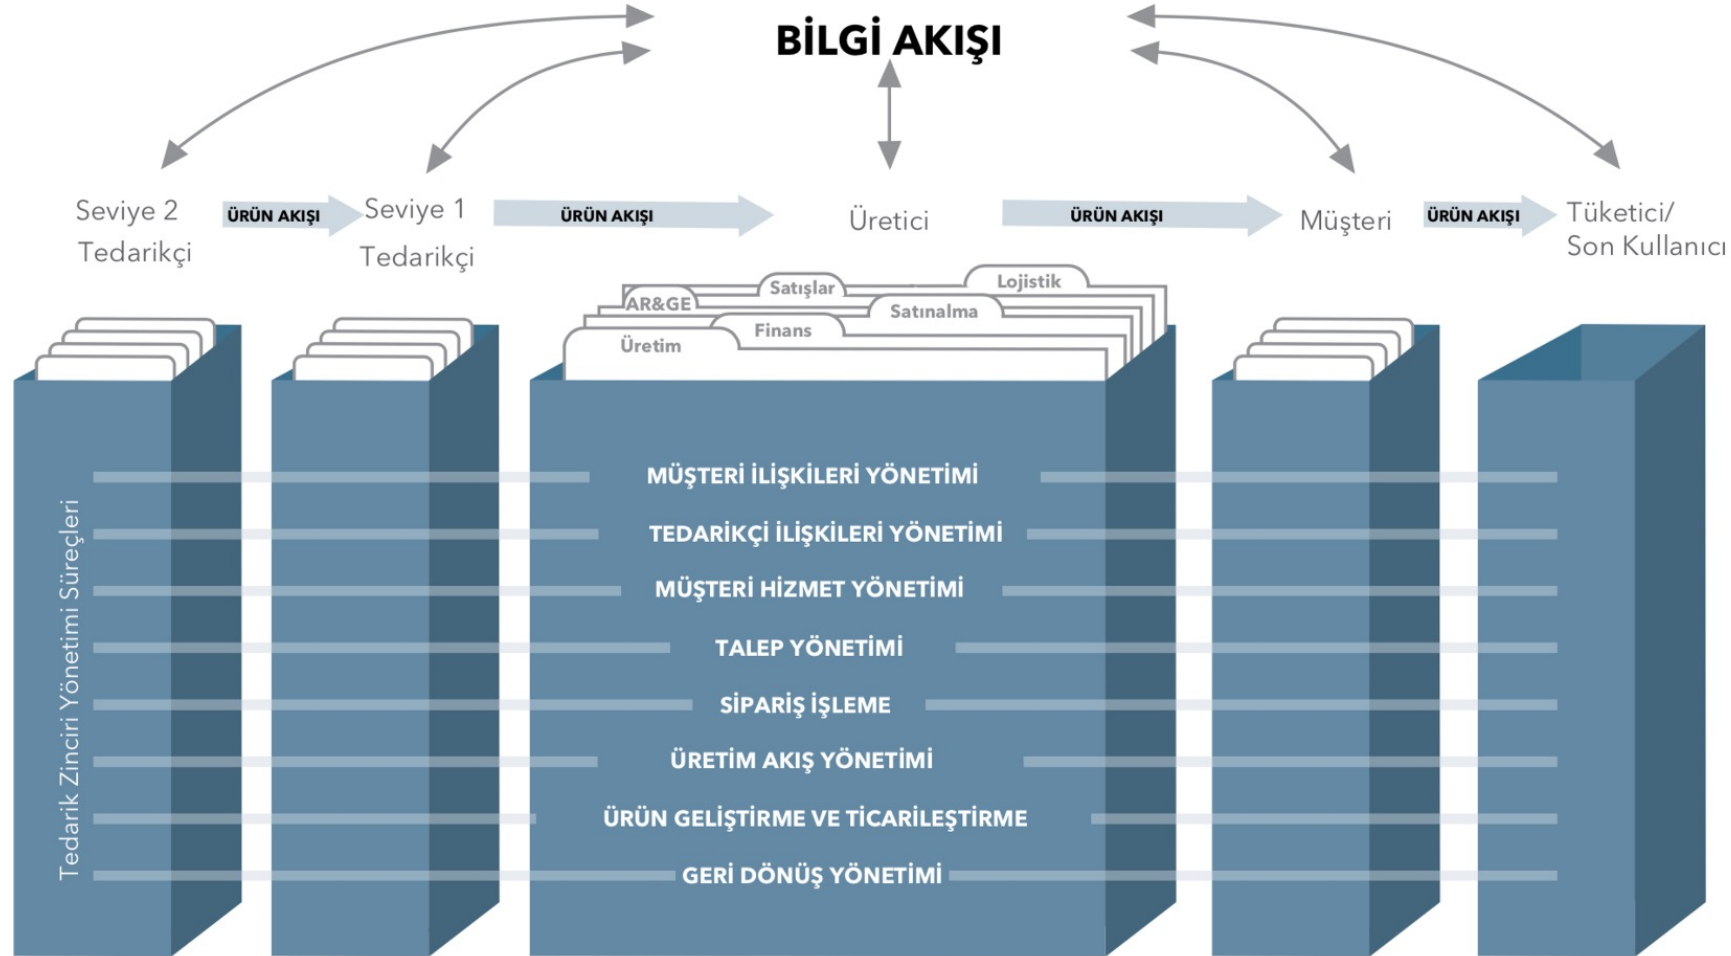 BİLGİ AKIŞI
Seviye 2
Tedarikçi
ÜRÜN AKIŞI
Seviye 1
Tedarikçi
ÜRÜN AKIŞI
Üretici
ÜRÜN AKIŞI
Müşteri
ÜRÜN AKIŞI
Tüketici/
Son Kullanıcı
Lojistik
Satışlar
AR&GE
Satınalma
Finans
Üretim
Tedarik Zinciri Yönetimi Süreçleri
MÜŞTERİ İLİŞKİLERİ YÖNETİMİ
TEDARİKÇİ İLİŞKİLERİ YÖNETİMİ
MÜŞTERİ HİZMET YÖNETİMİ
TALEP YÖNETİMİ
SİPARİŞ İŞLEME
ÜRETİM AKIŞ YÖNETİMİ
ÜRÜN GELİŞTİRME VE TİCARİLEŞTİRME
GERİ DÖNÜŞ YÖNETİMİ